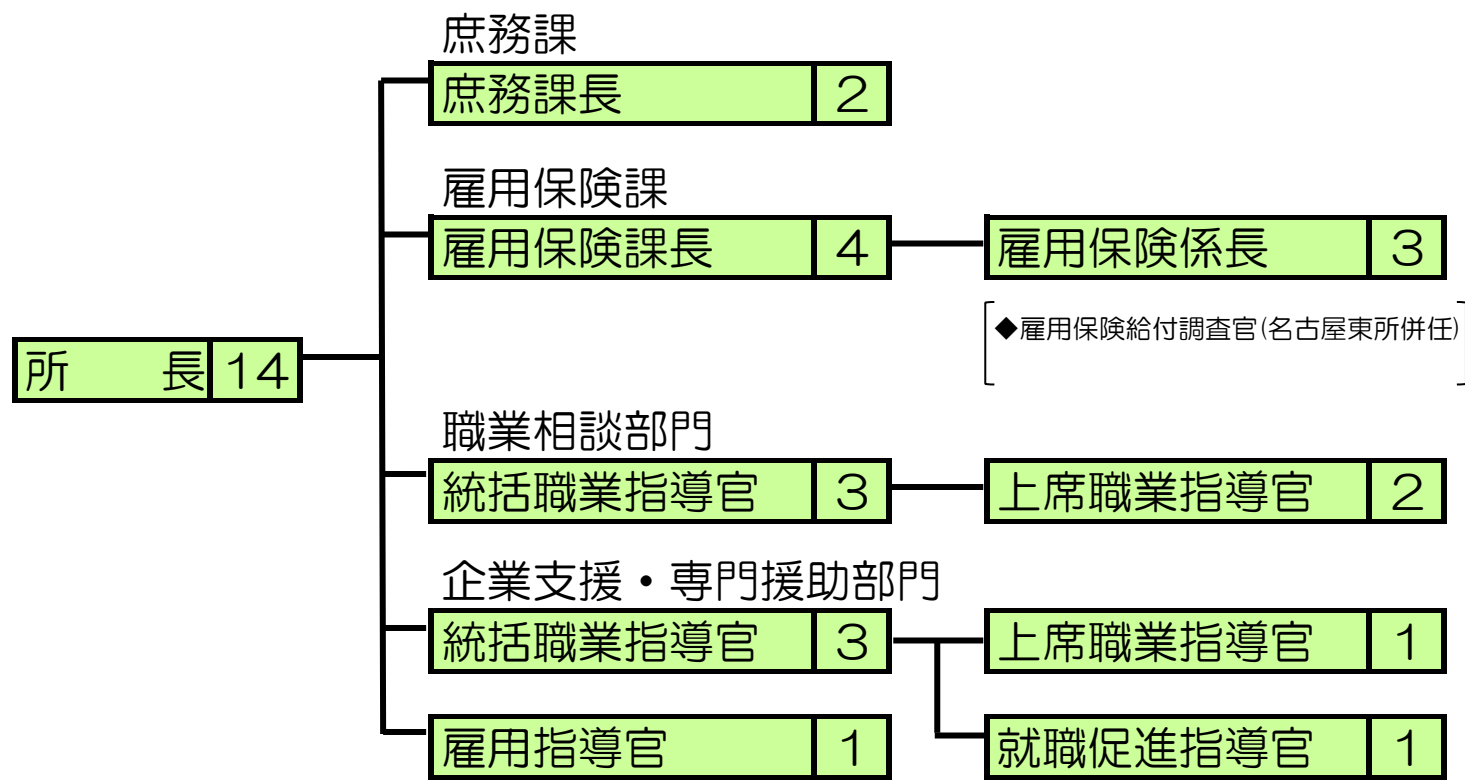 庶務課
庶務課長 2
雇用保険課
雇用保険課長 4 雇用保険係長 3
◆雇用保険給付調査官(名古屋東所併任)
所　長 14
職業相談部門
統括職業指導官 3 上席職業指導官 2
企業支援・専門援助部門
統括職業指導官 3 上席職業指導官 1
雇用指導官 1 就職促進指導官 1